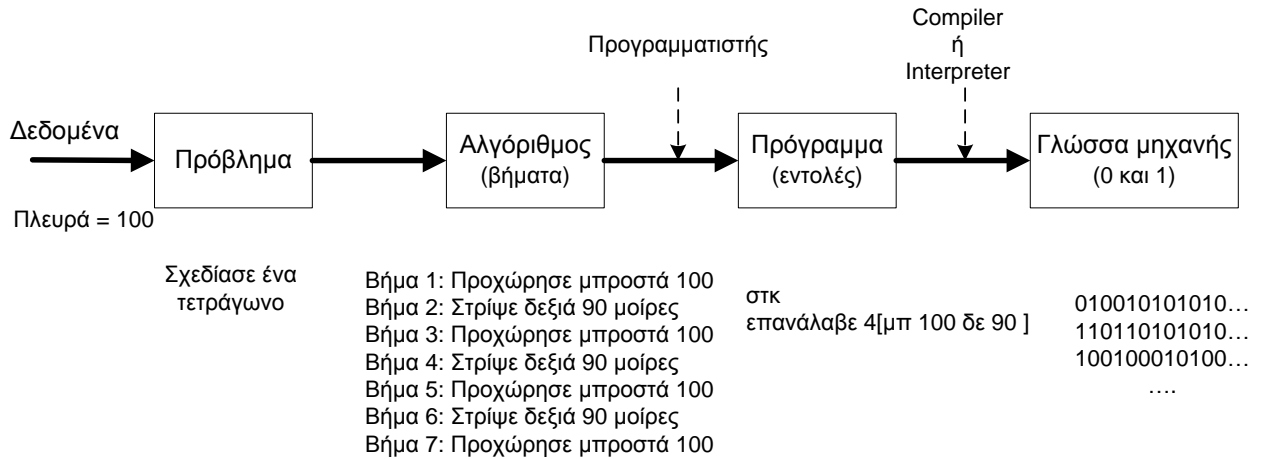 Compiler
ή
Interpreter
Προγραμματιστής
Δεδομένα
Πρόβλημα
Αλγόριθμος
(βήματα)
Πρόγραμμα
(εντολές)
Γλώσσα μηχανής
(0 και 1)
Πλευρά = 100
Σχεδίασε ένα
τετράγωνο
Βήμα 1: Προχώρησε μπροστά 100
Βήμα 2: Στρίψε δεξιά 90 μοίρες
Βήμα 3: Προχώρησε μπροστά 100
Βήμα 4: Στρίψε δεξιά 90 μοίρες
Βήμα 5: Προχώρησε μπροστά 100
Βήμα 6: Στρίψε δεξιά 90 μοίρες
Βήμα 7: Προχώρησε μπροστά 100
στκ
επανάλαβε 4[μπ 100 δε 90 ]
010010101010…
110110101010…
100100010100…
….